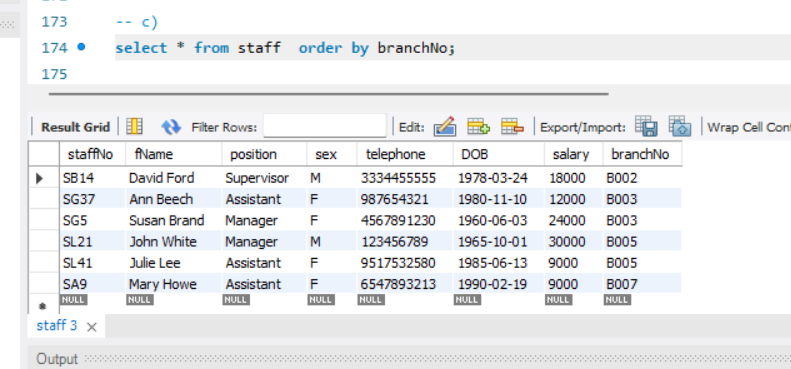 173 -- c)
174 select * from staff  order by branchNo;
175
Result Grid Filter Rows: Edit: Export/Import: Wrap Cell Cont
staffNo fName position sex telephone DOB salary branchNo
SB14 David Ford Supervisor M 3334455555 1978-03-24 18000 B002
SG37 Ann Beech Assistant F 987654321 1980-11-10 12000 B003
SG5 Susan Brand Manager F 4567891230 1960-06-03 24000 B003
SL21 John White Manager M 123456789 1965-10-01 30000 B005
SL41 Julie Lee Assistant F 9517532580 1985-06-13 9000 B005
SA9 Mary Howe Assistant F 6547893213 1990-02-19 9000 B007
NULL NULL NULL NULL NULL NULL NULL NULL
staff 3
Output